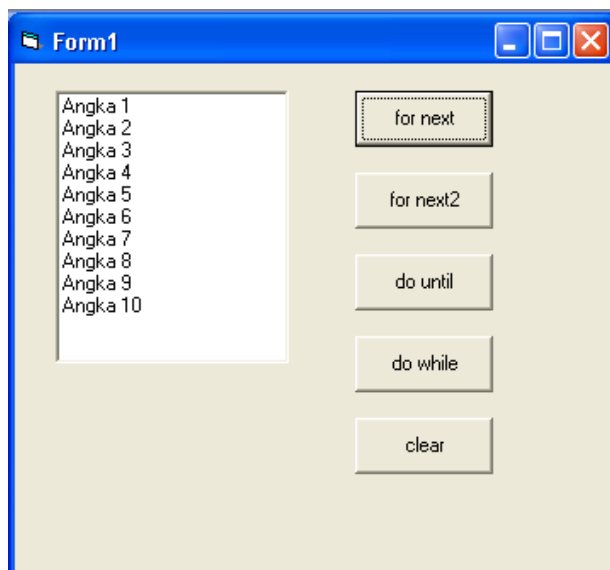 Form1
Angka 1
Angka 2
Angka 3
Angka 4
Angka 5
Angka 6
Angka 7
Angka 8
Angka 9
Angka 10
for next
for next2
do until
do while
clear